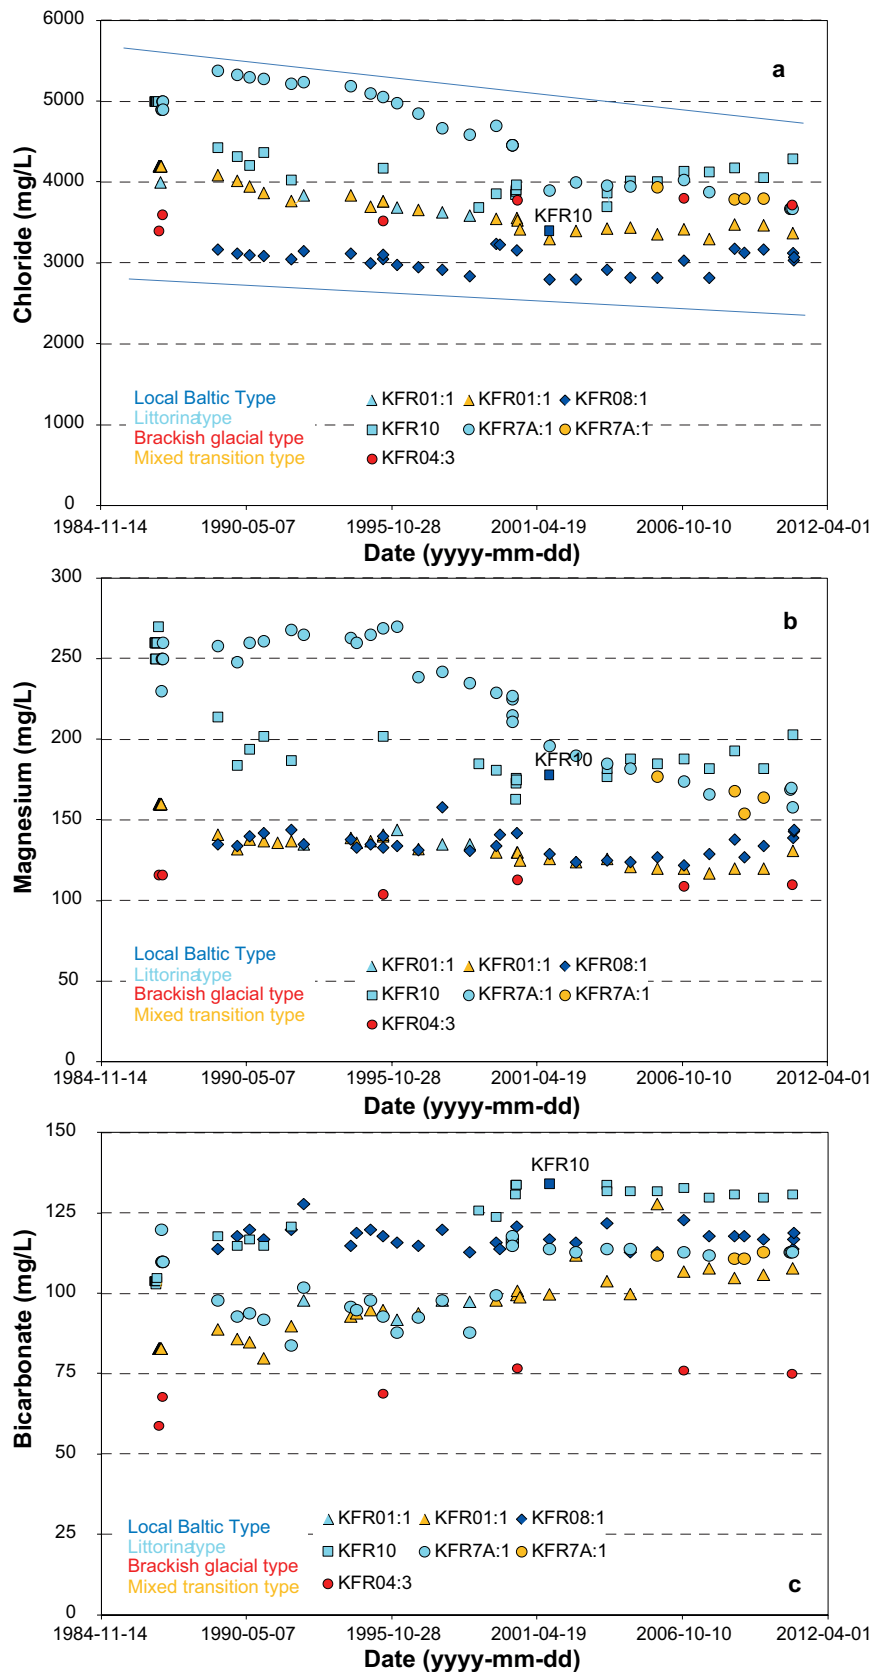 6000
a
5000
4000
KFR10
3000
2000
1000
0
Chloride (mg/L)
Local Baltic Type
Littorinatype
Brackish glacial type
Mixed transition type
KFR01:1 KFR01:1 KFR08:1
KFR10 KFR7A:1 KFR7A:1
KFR04:3
1984-11-14 1990-05-07 1995-10-28 2001-04-19 2006-10-10 2012-04-01
Date (yyyy-mm-dd)
300
b
250
200
KFR10
150
100
50
0
Magnesium (mg/L)
Local Baltic Type
Littorinatype
Brackish glacial type
Mixed transition type
KFR01:1 KFR01:1 KFR08:1
KFR10 KFR7A:1 KFR7A:1
KFR04:3
1984-11-14 1990-05-07 1995-10-28 2001-04-19 2006-10-10 2012-04-01
Date (yyyy-mm-dd)
150
KFR10
125
100
75
50
25
0
Bicarbonate (mg/L)
Local Baltic Type
Littorinatype
Brackish glacial type
Mixed transition type
KFR01:1 KFR01:1 KFR08:1
KFR10 KFR7A:1 KFR7A:1
KFR04:3
c
1984-11-14 1990-05-07 1995-10-28 2001-04-19 2006-10-10 2012-04-01
Date (yyyy-mm-dd)